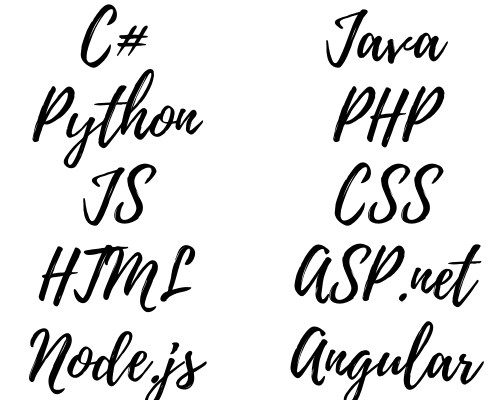 C#
Java
Python
PHP
JS
CSS
HTML
ASP.net
Node.js
Angular